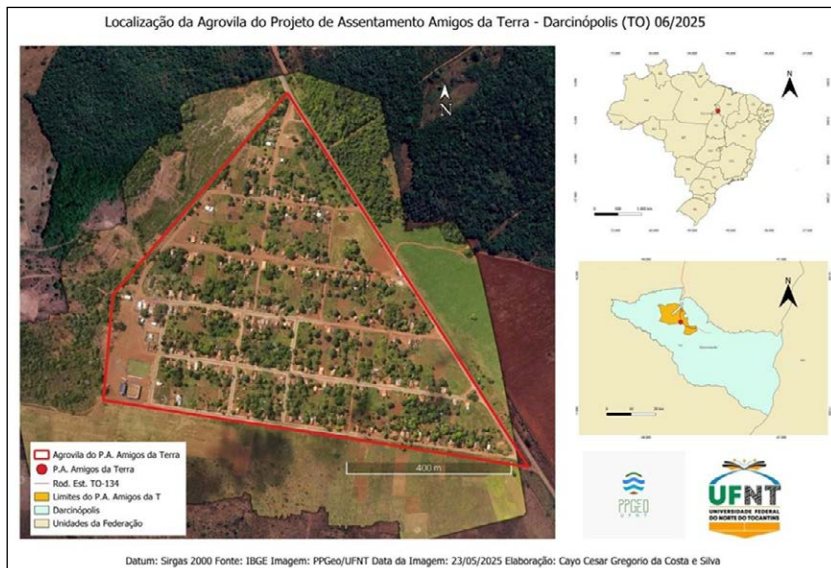 Localização da Agrovila do Projeto de Assentamento Amigos da Terra - Darcinópolis (TO) 06/2025
N
N
N
400 m
Agrovila do P.A. Amigos da Terra
P.A. Amigos da Terra
Rod. Est. TO-134
Limites do P.A. Amigos da T
Darcinópolis
Unidades da Federação
PPGEO
UFNT
UFNT
UNIVERSIDADE FEDERAL
DO NORTE DO TOCANTINS
Datum: Sirgas 2000 Fonte: IBGE Imagem: PPGeo/UFNT Data da Imagem: 23/05/2025 Elaboração: Cayo Cesar Gregorio da Costa e Silva